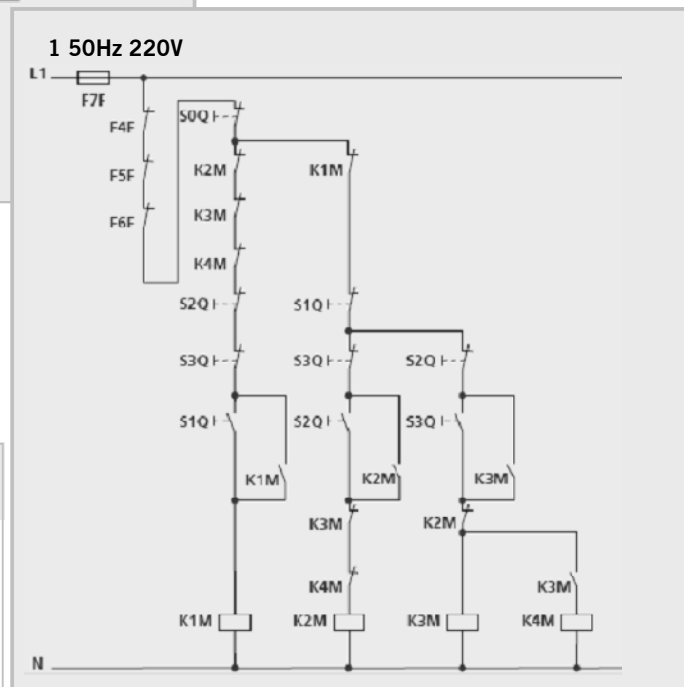 1 50Hz 220V
L1
F7F
S0Q
F4F
K2M K1M
F5F
K3M
F6F
K4M
S2Q S1Q
S3Q S3Q S2Q
S1Q S2Q S3Q
K1M K2M K3M
K3M K2M
K4M K3M
K1M K2M K3M K4M
N